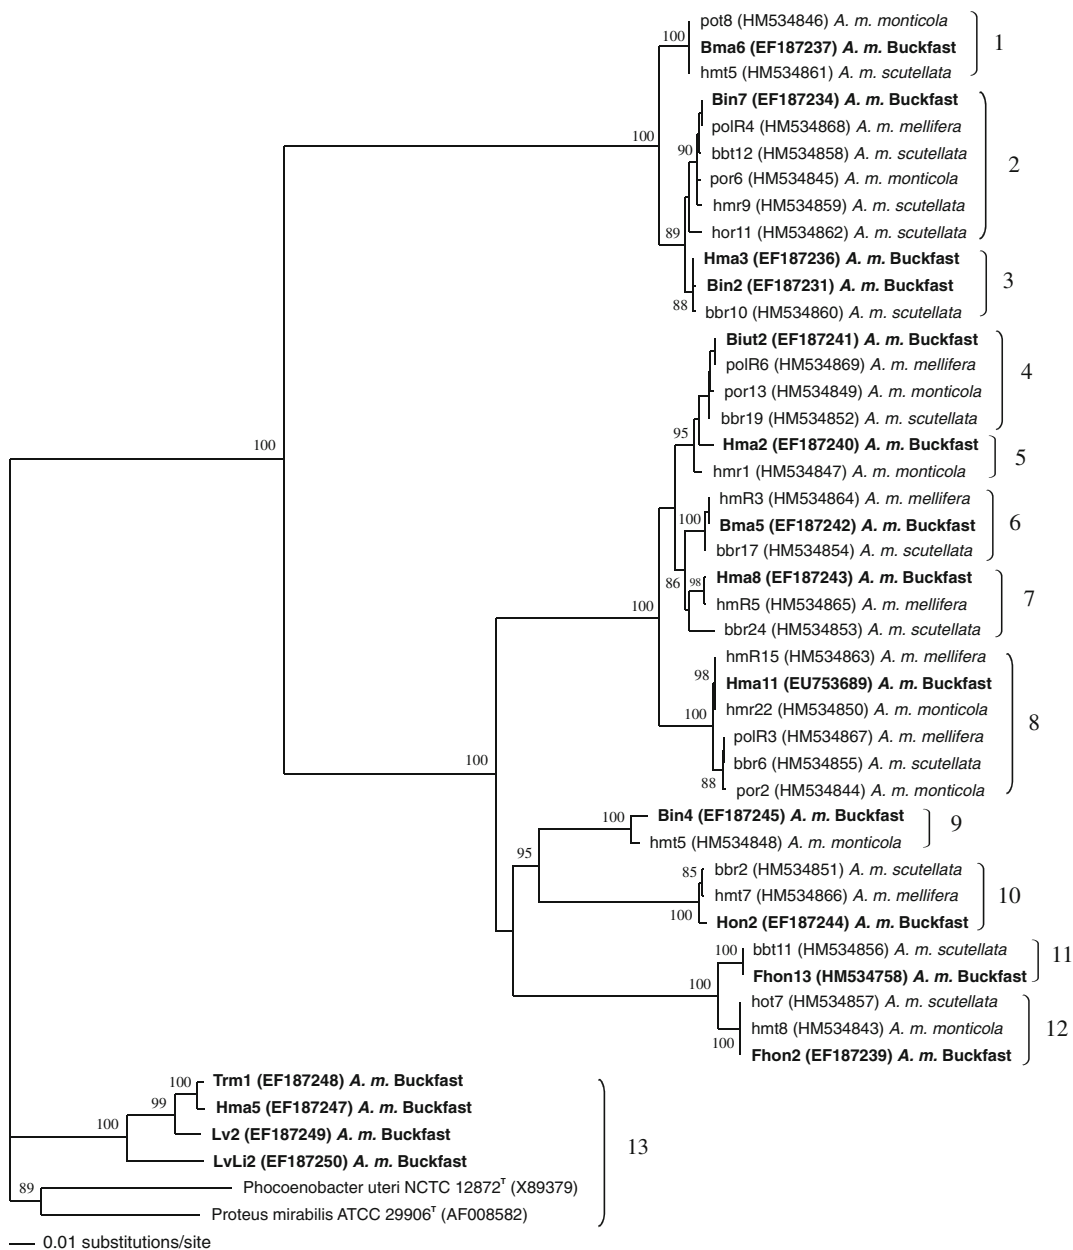 pot8 (HM534846) A. m. monticola
100
Bma6 (EF187237) A. m. Buckfast
1
hmt5 (HM534861) A. m. scutellata
Bin7 (EF187234) A. m. Buckfast
polR4 (HM534868) A. m. mellifera
100
90
bbt12 (HM534858) A. m. scutellata
2
por6 (HM534845) A. m. monticola
hmr9 (HM534859) A. m. scutellata
89
hor11 (HM534862) A. m. scutellata
Hma3 (EF187236) A. m. Buckfast
Bin2 (EF187231) A. m. Buckfast
3
88
bbr10 (HM534860) A. m. scutellata
Biut2 (EF187241) A. m. Buckfast
polR6 (HM534869) A. m. mellifera
4
por13 (HM534849) A. m. monticola
bbr19 (HM534852) A. m. scutellata
95
100
Hma2 (EF187240) A. m. Buckfast
5
hmr1 (HM534847) A. m. monticola
hmR3 (HM534864) A. m. mellifera
100
Bma5 (EF187242) A. m. Buckfast
6
bbr17 (HM534854) A. m. scutellata
86
98
Hma8 (EF187243) A. m. Buckfast
100
hmR5 (HM534865) A. m. mellifera
7
bbr24 (HM534853) A. m. scutellata
hmR15 (HM534863) A. m. mellifera
98
Hma11 (EU753689) A. m. Buckfast
100
hmr22 (HM534850) A. m. monticola
8
polR3 (HM534867) A. m. mellifera
100
bbr6 (HM534855) A. m. scutellata
88
por2 (HM534844) A. m. monticola
100
Bin4 (EF187245) A. m. Buckfast
9
hmt5 (HM534848) A. m. monticola
95
85
bbr2 (HM534851) A. m. scutellata
hmt7 (HM534866) A. m. mellifera
10
100
Hon2 (EF187244) A. m. Buckfast
100
bbt11 (HM534856) A. m. scutellata
11
100
Fhon13 (HM534758) A. m. Buckfast
hot7 (HM534857) A. m. scutellata
hmt8 (HM534843) A. m. monticola
12
100
Fhon2 (EF187239) A. m. Buckfast
100
Trm1 (EF187248) A. m. Buckfast
99
Hma5 (EF187247) A. m. Buckfast
100
Lv2 (EF187249) A. m. Buckfast
13
LvLi2 (EF187250) A. m. Buckfast
89
Phocoenobacter uteri NCTC 12872ᵀ (X89379)
Proteus mirabilis ATCC 29906ᵀ (AF008582)
0.01 substitutions/site